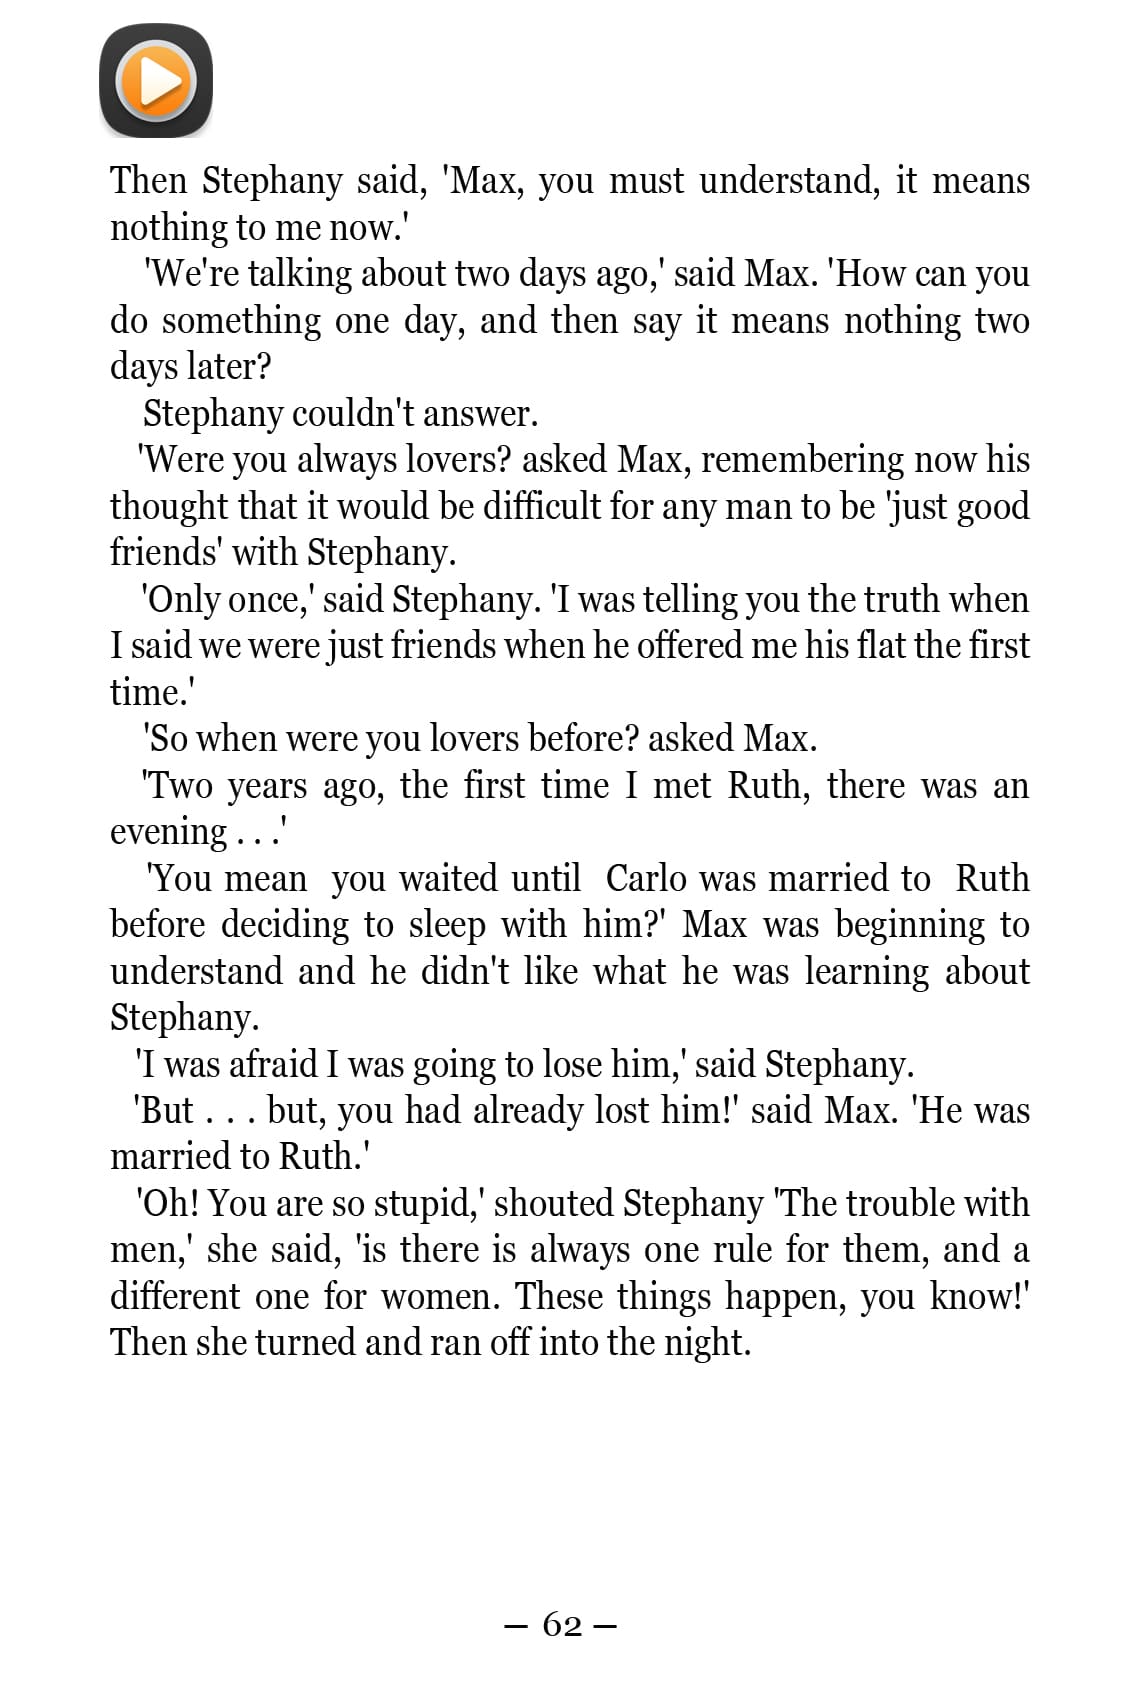 Then Stephany said, 'Max, you must understand, it means
nothing to me now.'
'We're talking about two days ago,' said Max. 'How can you
do something one day, and then say it means nothing two
days later?
Stephany couldn't answer.
'Were you always lovers? asked Max, remembering now his
thought that it would be difficult for any man to be 'just good
friends' with Stephany.
'Only once,' said Stephany. 'I was telling you the truth when
I said we were just friends when he offered me his flat the first
time.'
'So when were you lovers before? asked Max.
'Two years ago, the first time I met Ruth, there was an
evening . . .'
'You mean you waited until Carlo was married to Ruth
before deciding to sleep with him?' Max was beginning to
understand and he didn't like what he was learning about
Stephany.
'I was afraid I was going to lose him,' said Stephany.
'But . . . but, you had already lost him!' said Max. 'He was
married to Ruth.'
'Oh! You are so stupid,' shouted Stephany 'The trouble with
men,' she said, 'is there is always one rule for them, and a
different one for women. These things happen, you know!'
Then she turned and ran off into the night.
— 62 —